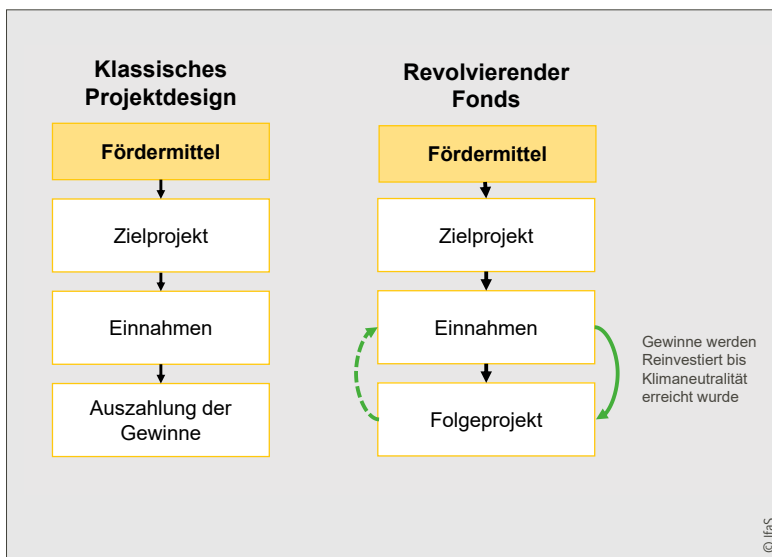 Klassisches
Projektdesign
Fördermittel
Zielprojekt
Einnahmen
Auszahlung der
Gewinne
Revolvierender
Fonds
Fördermittel
Zielprojekt
Einnahmen
Folgeprojekt
Gewinne werden
Reinvestiert bis
Klimaneutralität
erreicht wurde
© IfaS